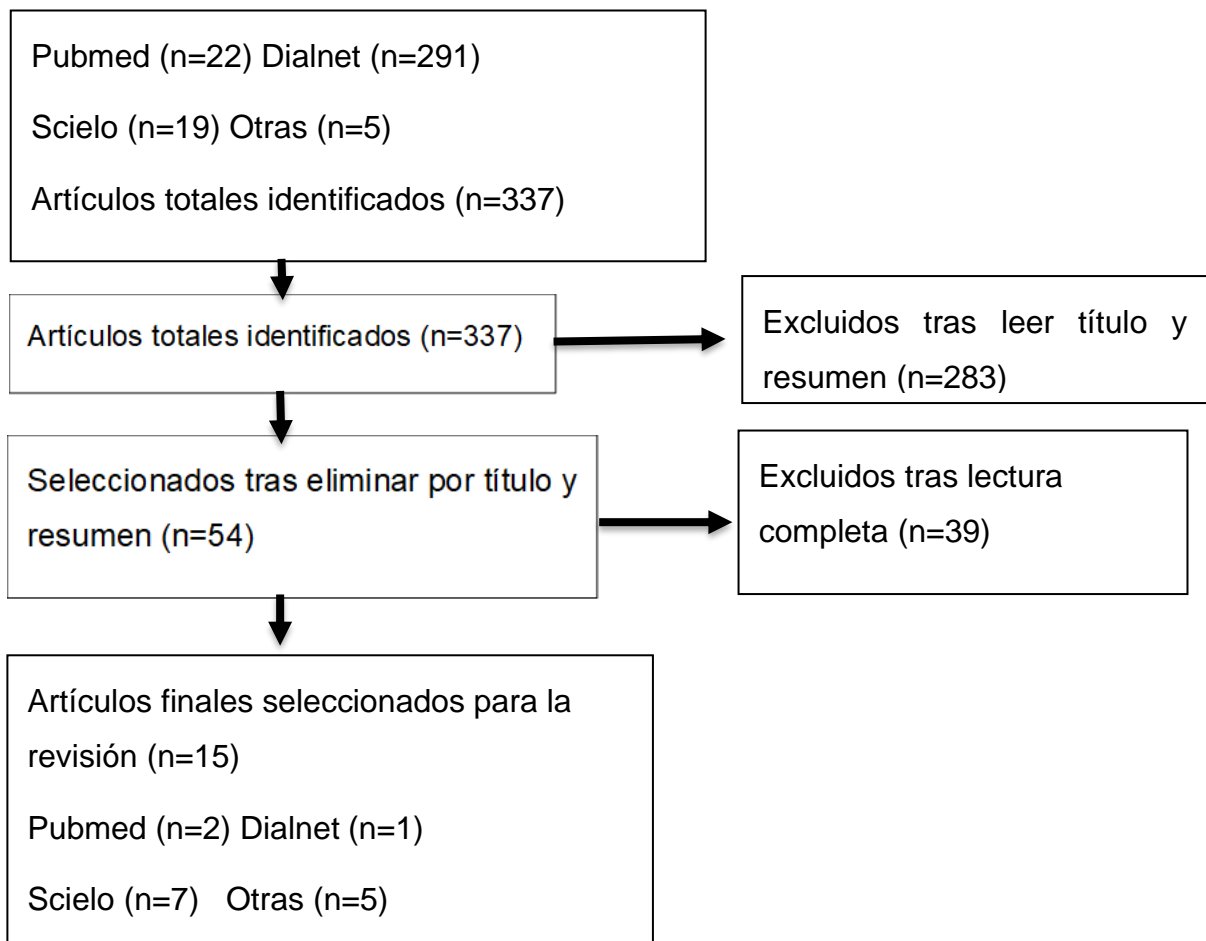 Pubmed (n=22) Dialnet (n=291)
Scielo (n=19) Otras (n=5)
Artículos totales identificados (n=337)
Artículos totales identificados (n=337)
Excluidos tras leer título y
resumen (n=283)
Seleccionados tras eliminar por título y
resumen (n=54)
Excluidos tras lectura
completa (n=39)
Artículos finales seleccionados para la
revisión (n=15)
Pubmed (n=2) Dialnet (n=1)
Scielo (n=7) Otras (n=5)